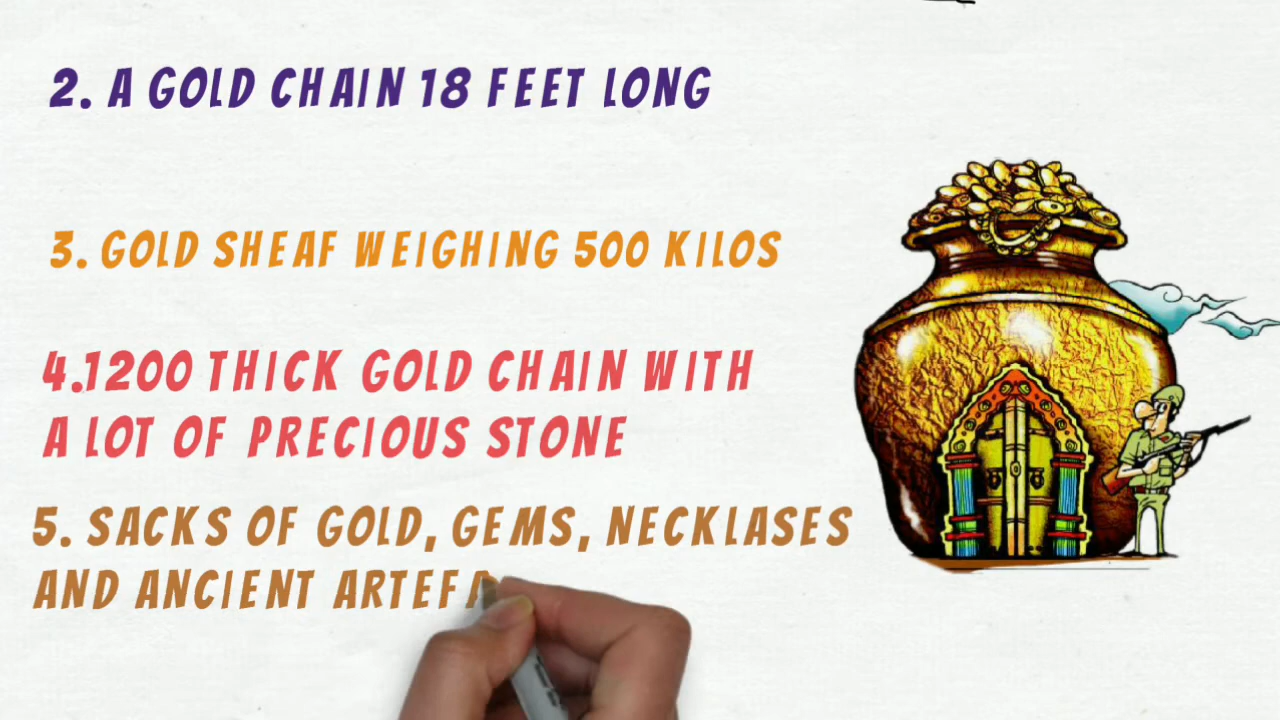 2. A GOLD CHAIN 18 FEET LONG
3. GOLD SHEAF WEIGHING 500 KILOS
4.1200 THICK GOLD CHAIN WITH
A LOT OF PRECIOUS STONE
5. SACKS OF GOLD, GEMS, NECKLASES
AND ANCIENT